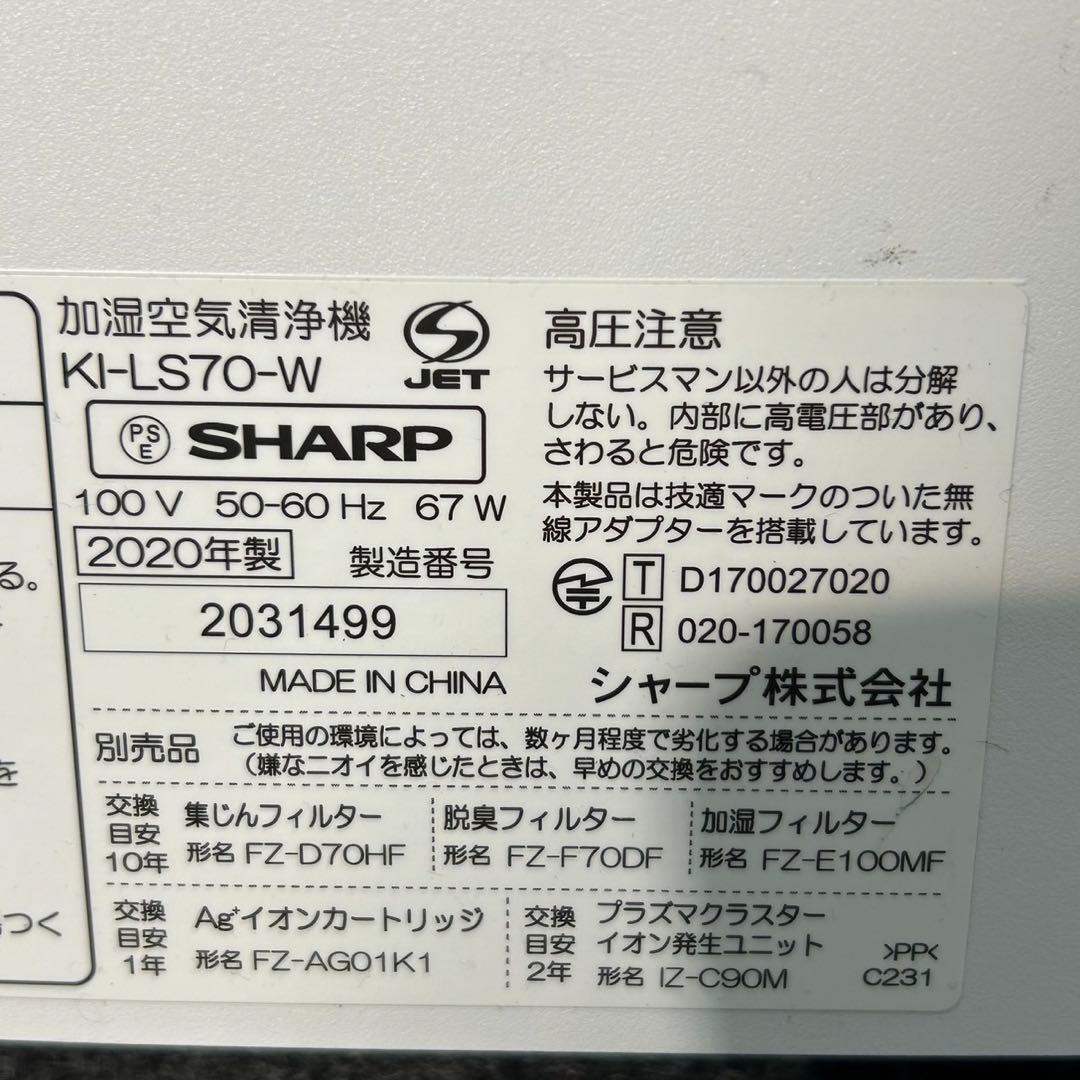 加湿空気清浄機
KI-LS70-W
JET
PS
E
SHARP
100 V 50-60 Hz 67 W
2020年製 製造番号
2031499
MADE IN CHINA
高圧注意
サービスマン以外の人は分解
しない。内部に高電圧部があり、
さわると危険です。
本製品は技適マークのついた無
線アダプターを搭載しています。
T D170027020
R 020-170058
シャープ株式会社
別売品
ご使用の環境によっては、数ヶ月程度で劣化する場合があります。
(嫌なニオイを感じたときは、早めの交換をおすすめします。)
交換
目安
10年
集じんフィルター
形名 FZ-D70HF
脱臭フィルター
形名 FZ-F70DF
加湿フィルター
形名 FZ-E100MF
交換
目安
1年
Ag⁺イオンカートリッジ
形名 FZ-AG01K1
交換
目安
2年
プラズマクラスター
イオン発生ユニット
形名 IZ-C90M
>PP<
C231
る。
を
つく